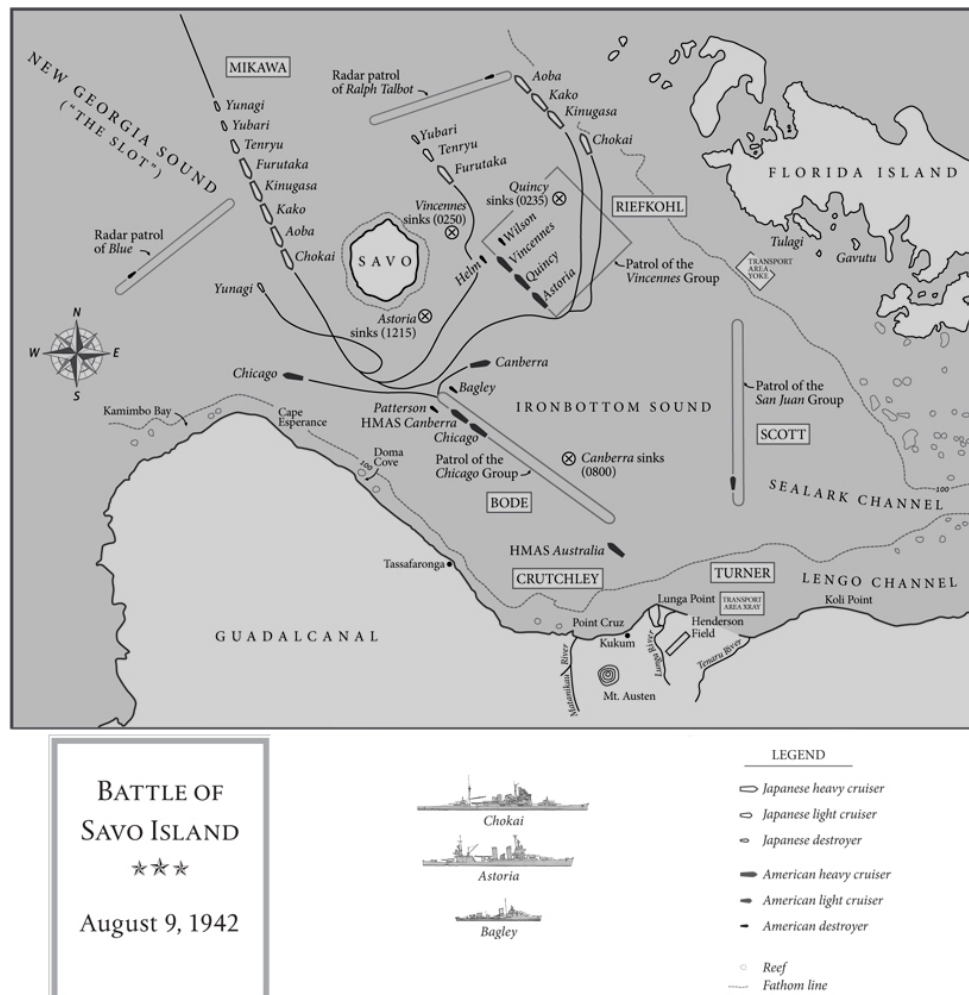 NEW GEORGIA SOUND
("THE SLOT")
MIKAWA
Yunagi
Yubari
Tenryu
Furutaka
Kinugasa
Kako
Aoba
Chokai
Yunagi
Radar patrol
of Blue
Radar patrol
of Ralph Talbot
Yubari
Tenryu
Furutaka
Aoba
Kako
Kinugasa
Chokai
Vincennes
sinks (0250)
Quincy
sinks (0235)
RIEFKOHL
SAVO
Helm
Wilson
Vincennes
Quincy
Astoria
Patrol of the
Vincennes Group
Astoria
sinks (1215)
FLORIDA ISLAND
Tulagi
Gavutu
TRANSPORT
AREA
YOKE
N
W
E
S
Chicago
Canberra
Bagley
Patterson
HMAS Canberra
Chicago
Patrol of the
Chicago Group
BODE
IRONBOTTOM SOUND
Canberra sinks
(0800)
Patrol of the
San Juan Group
SCOTT
SEALARK CHANNEL
100
Kamimbo Bay
Cape
Esperance
100
Doma
Cove
Tassafaronga
HMAS Australia
CRUTCHLEY
TURNER
LENGO CHANNEL
Lunga Point
TRANSPORT
AREA XRAY
Koli Point
Point Cruz
Kukum
Henderson
Field
Matanikau River
Lunga River
Tenaru River
Mt. Austen
GUADALCANAL
BATTLE OF
SAVO ISLAND
August 9, 1942
Chokai
Astoria
Bagley
LEGEND
Japanese heavy cruiser
Japanese light cruiser
Japanese destroyer
American heavy cruiser
American light cruiser
American destroyer
Reef
Fathom line